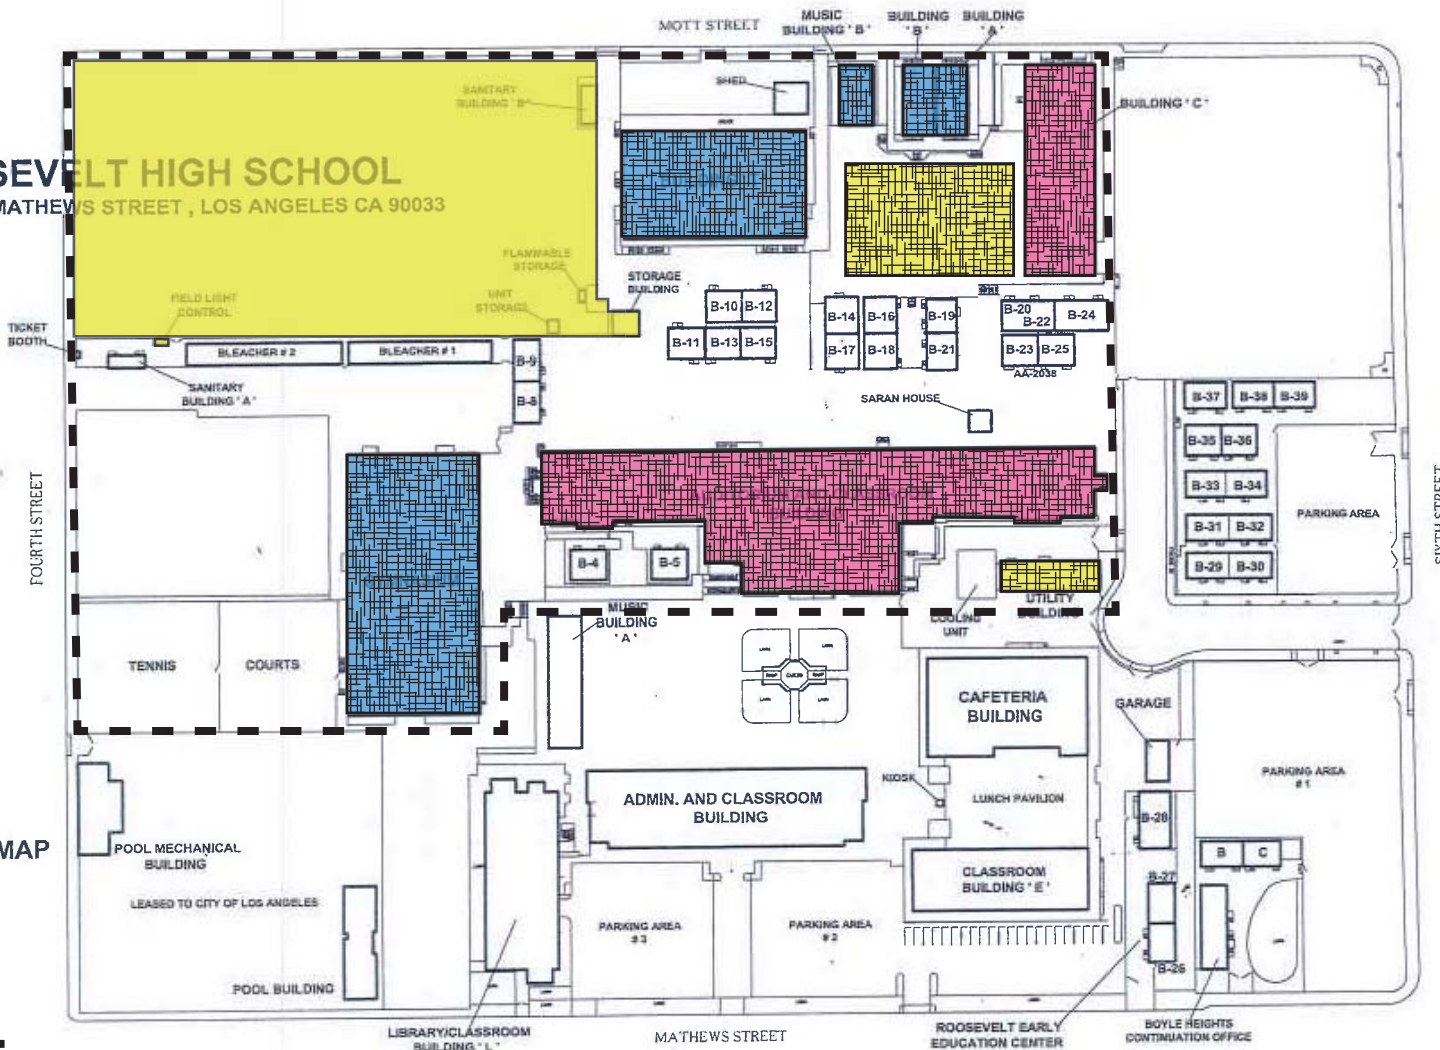 MOTT STREET
MUSIC
BUILDING ' B '
BUILDING
' B '
BUILDING
' A '
SANITARY
BUILDING ' B '
SHED
BUILDING ' C '
SEVELT HIGH SCHOOL
MATHEWS STREET , LOS ANGELES CA 90033
FLAMMABLE
STORAGE
STORAGE
BUILDING
UNIT
STORAGE
FIELD LIGHT
CONTROL
TICKET
BOOTH
BLEACHER # 2
BLEACHER # 1
SANITARY
BUILDING ' A '
B-9
B-8
B-10
B-12
B-11
B-13
B-15
B-14
B-16
B-19
B-17
B-18
B-21
B-20
B-22
B-24
B-23
B-25
AA-2038
SARAN HOUSE
B-37
B-38
B-39
B-35
B-36
B-33
B-34
B-31
B-32
B-29
B-30
PARKING AREA
FOURTH STREET
SIXTH STREET
B-4
B-5
MUSIC
BUILDING
' A '
COOLING
UNIT
UTILITY
BUILDING
TENNIS
COURTS
LAWN
LAWN
LAWN
LAWN
CAFETERIA
BUILDING
GARAGE
KIOSK
LUNCH PAVILION
PARKING AREA
# 1
ADMIN. AND CLASSROOM
BUILDING
MAP
POOL MECHANICAL
BUILDING
LEASED TO CITY OF LOS ANGELES
POOL BUILDING
B-28
B
C
CLASSROOM
BUILDING ' E '
B-27
B-26
PARKING AREA
# 3
PARKING AREA
# 2
LIBRARY/CLASSROOM
BUILDING ' L '
MATHEWS STREET
ROOSEVELT EARLY
EDUCATION CENTER
BOYLE HEIGHTS
CONTINUATION OFFICE